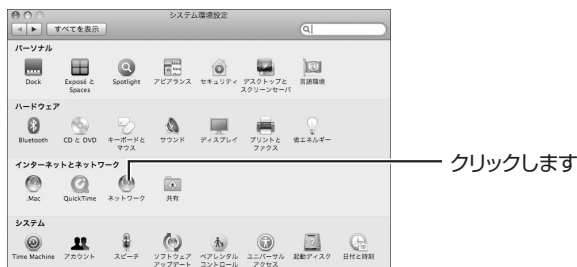 システム環境設定
すべてを表示
パーソナル
Dock
Exposé と
Spaces
Spotlight
アピアランス
セキュリティ
デスクトップと
スクリーンセーバ
言語環境
ハードウェア
Bluetooth
CD と DVD
キーボードと
マウス
サウンド
ディスプレイ
プリントと
ファクス
省エネルギー
インターネットとネットワーク
.Mac
QuickTime
ネットワーク
共有
クリックします
システム
Time Machine
アカウント
スピーチ
ソフトウェア
アップデート
ペアレンタル
コントロール
ユニバーサル
アクセス
起動ディスク
日付と時刻